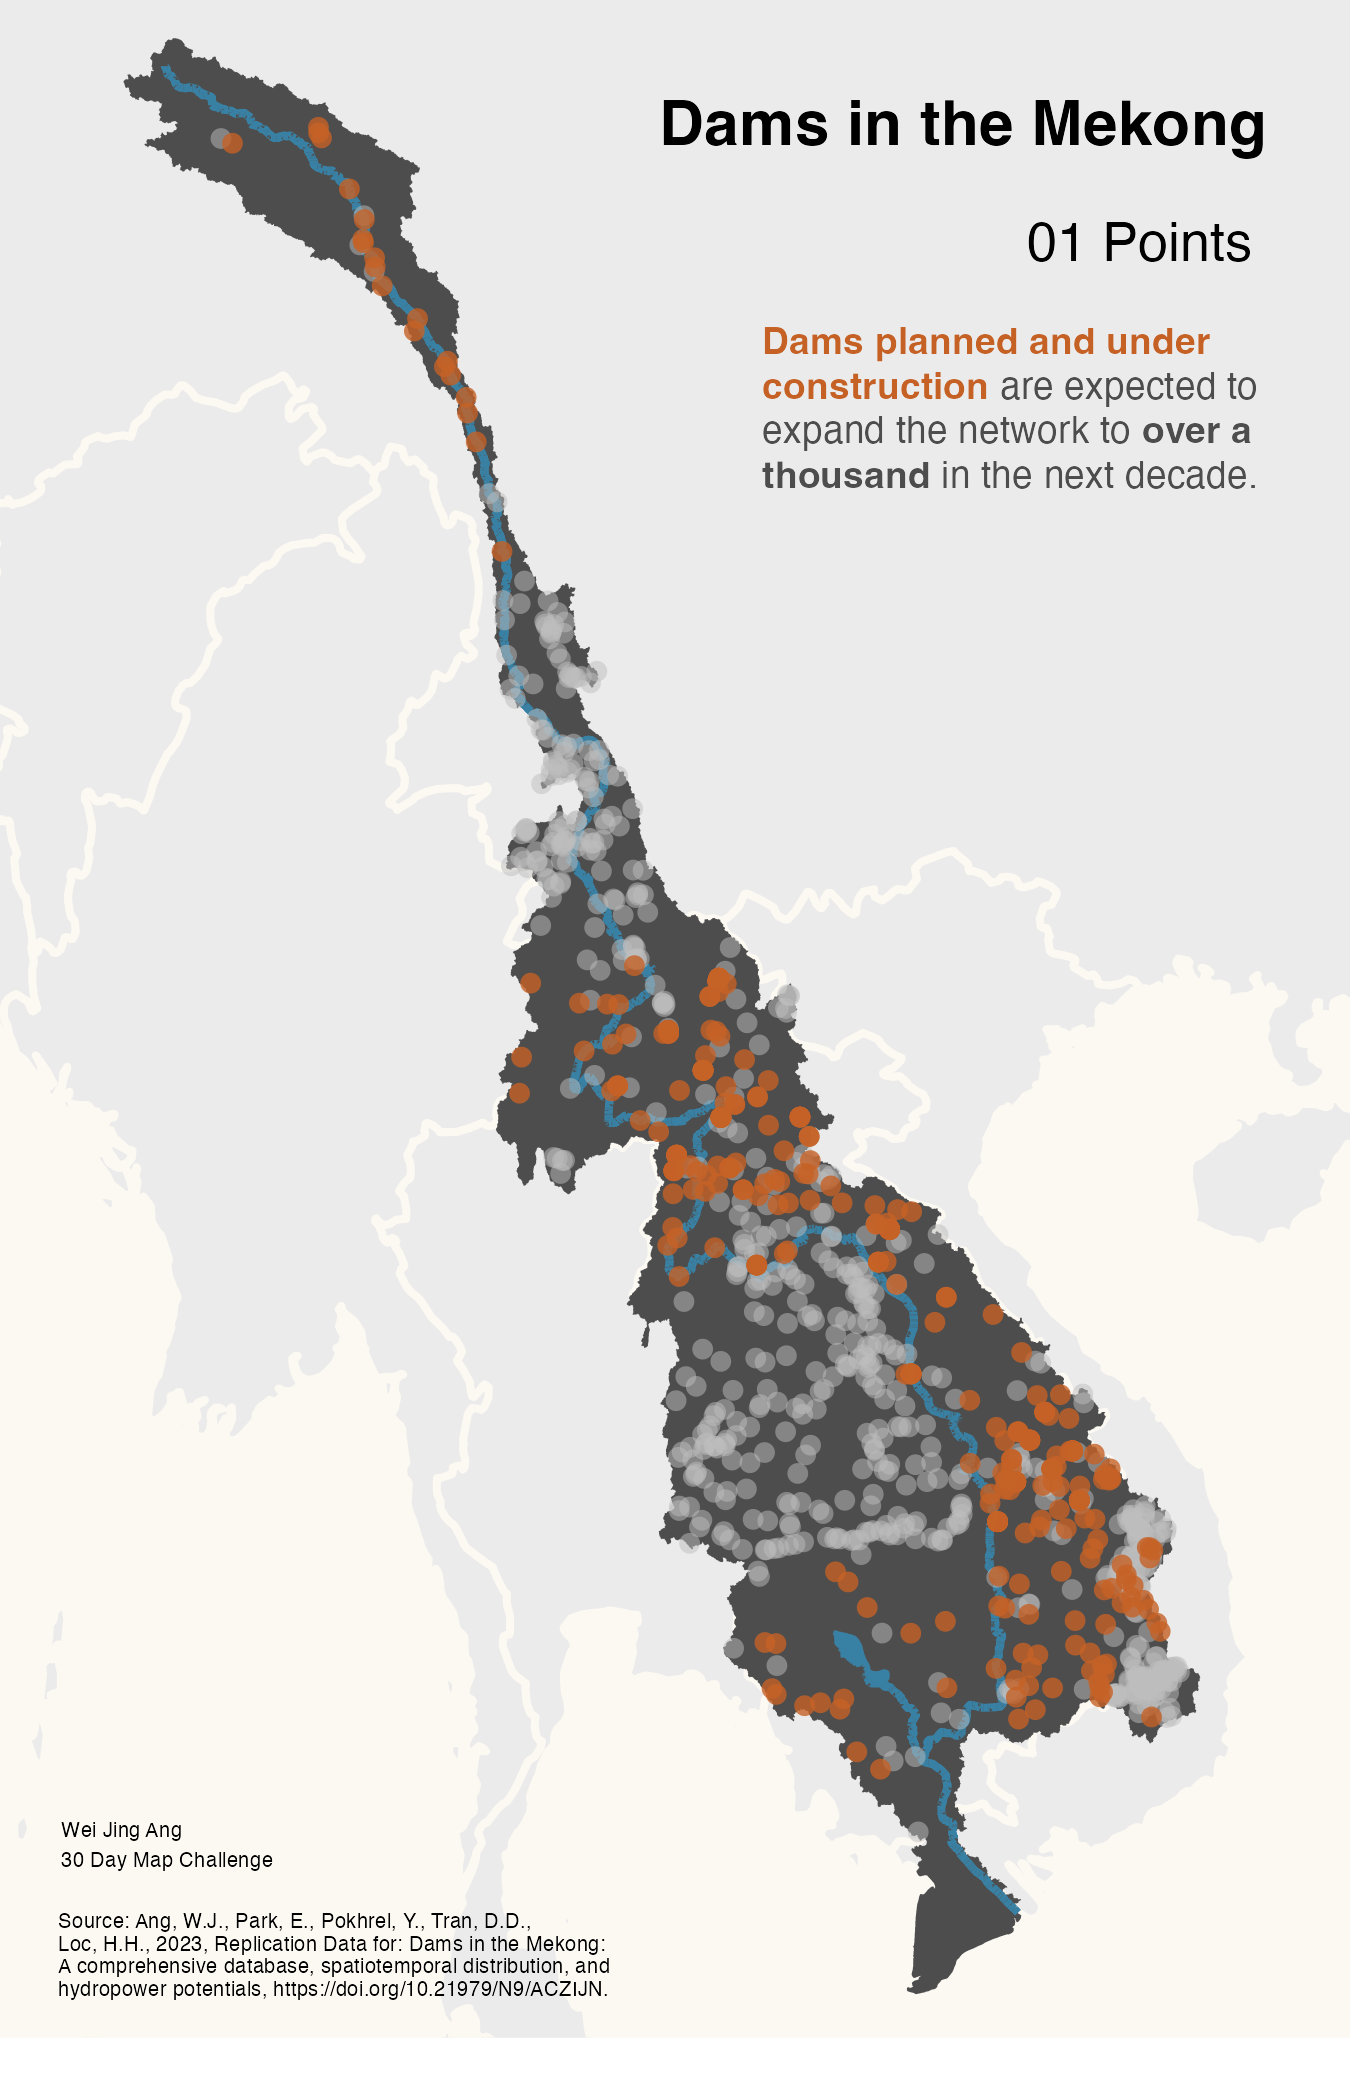 Dams in the Mekong
01 Points
Dams planned and under
construction are expected to
expand the network to over a
thousand in the next decade.
Wei Jing Ang
30 Day Map Challenge
Source: Ang, W.J., Park, E., Pokhrel, Y., Tran, D.D.,
Loc, H.H., 2023, Replication Data for: Dams in the Mekong:
A comprehensive database, spatiotemporal distribution, and
hydropower potentials, https://doi.org/10.21979/N9/ACZIJN.